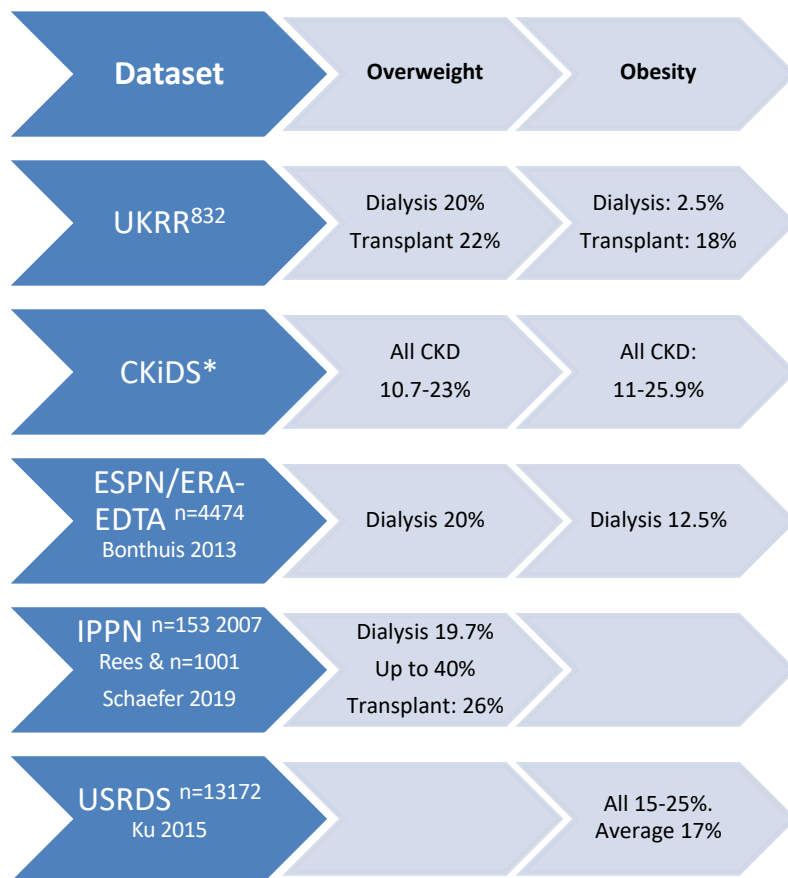 Dataset
Overweight
Obesity
UKRR832
Dialysis 20%
Transplant 22%
Dialysis: 2.5%
Transplant: 18%
CKiDS*
All CKD
10.7-23%
All CKD:
11-25.9%
ESPN/ERA-
EDTA n=4474
Bonthuis 2013
Dialysis 20%
Dialysis 12.5%
IPPN n=153 2007
Rees & n=1001
Schaefer 2019
Dialysis 19.7%
Up to 40%
Transplant: 26%
USRDS n=13172
Ku 2015
All 15-25%.
Average 17%